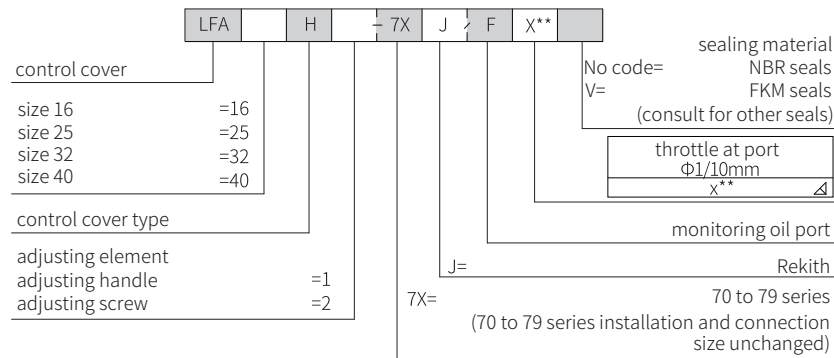 LFA H - 7X J / F X**
control cover
size 16 =16
size 25 =25
size 32 =32
size 40 =40
control cover type
adjusting element
adjusting handle =1
adjusting screw =2
sealing material
No code= NBR seals
V= FKM seals
(consult for other seals)
throttle at port
Φ1/10mm
x**
monitoring oil port
J= Rekith
7X= 70 to 79 series
(70 to 79 series installation and connection
size unchanged)